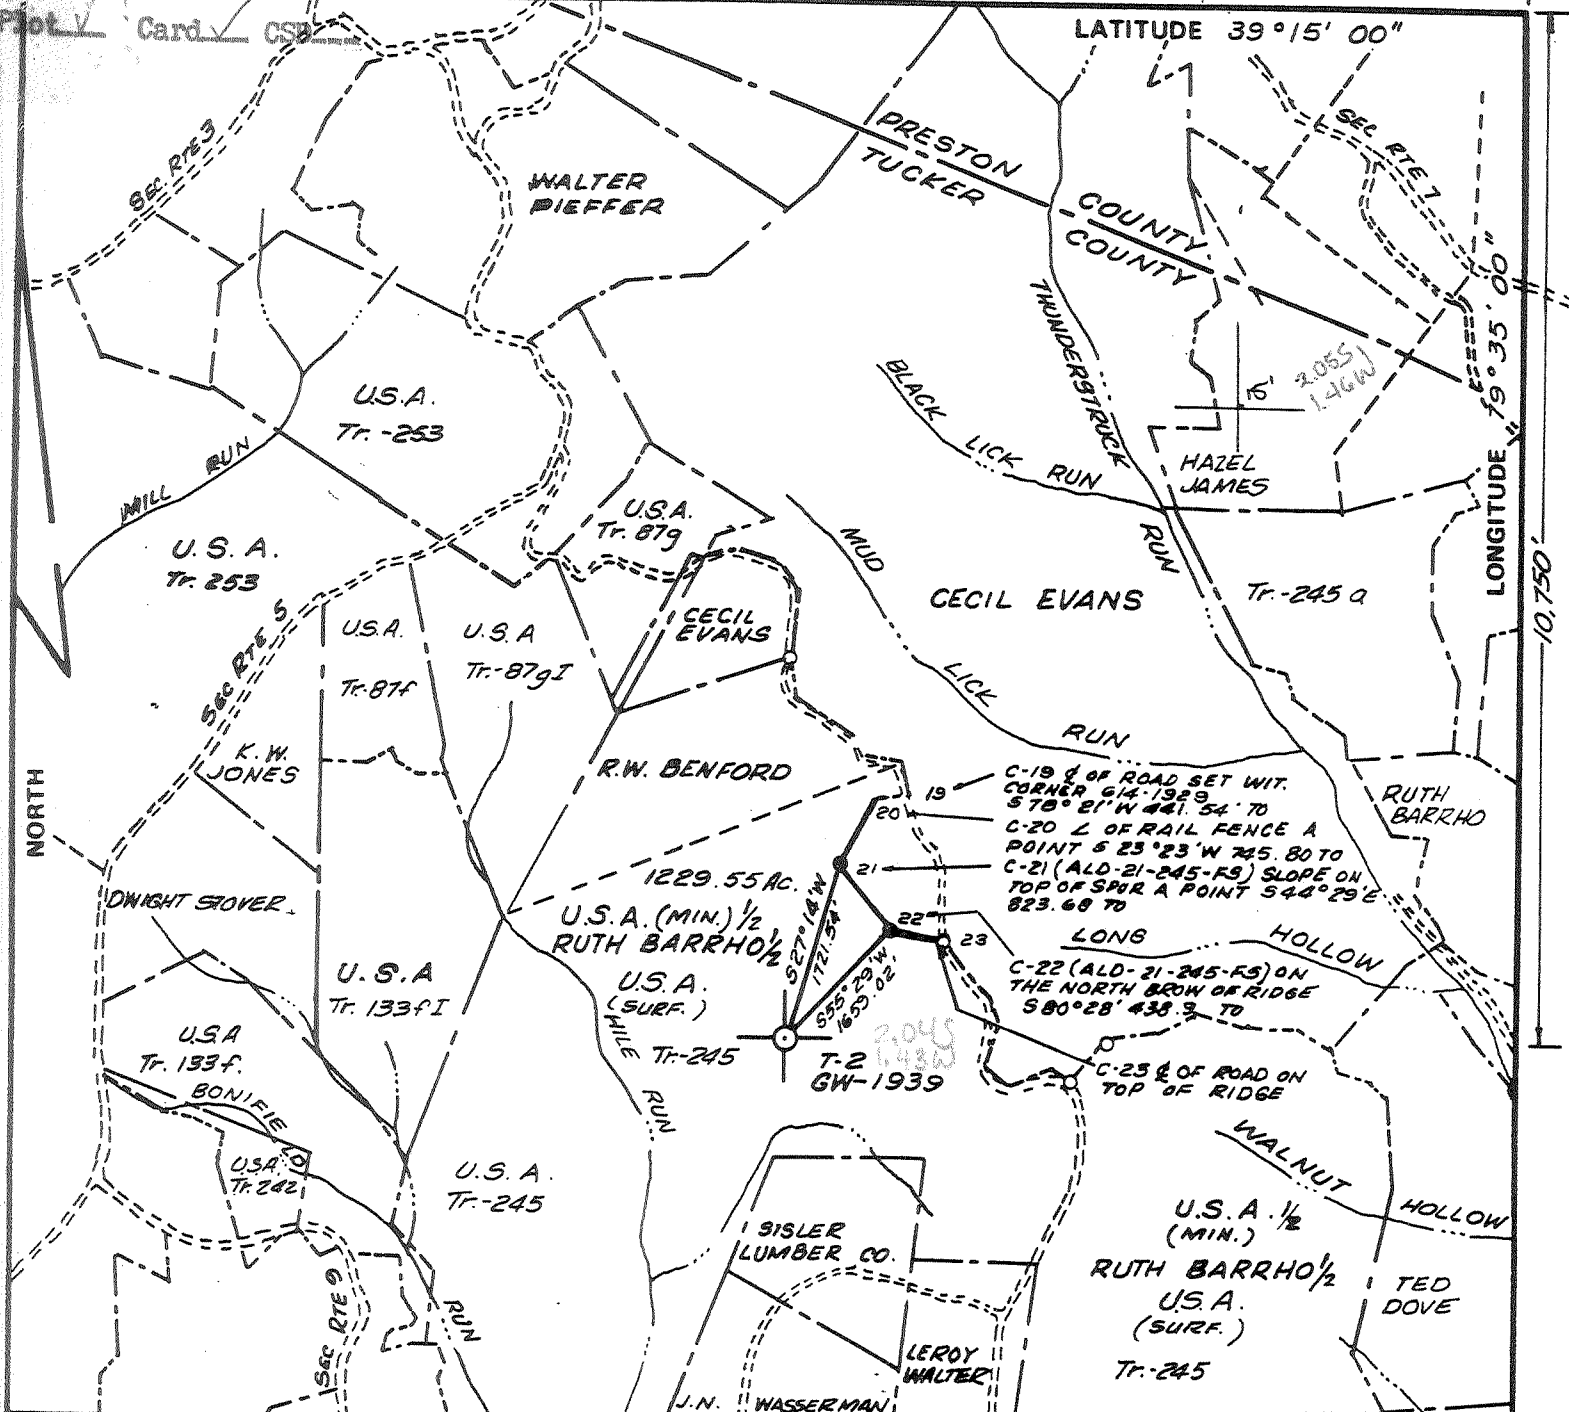 Plot Card
LATITUDE 39°15' 00"
SEC RTE 3
WALTER
PIEFFER
PRESTON
TUCKER
COUNTY
COUNTY
SEC RTE 7
LONGITUDE 79° 35' 00"
10,750'
THUNDERSTRUCK
RUN
BLACK
LICK
RUN
2.05S
1.46W
HAZEL
JAMES
U.S.A.
Tr.-253
MILL RUN
U.S.A.
Tr. 87g
U.S.A.
Tr. 253
MUD
LICK
RUN
CECIL EVANS
Tr.-245 a
SEC RTE 5
U.S.A.
Tr-87f
U.S.A
Tr.-87gI
CECIL
EVANS
K.W.
JONES
R.W. BENFORD
NORTH
19
20
21
22
23
C-19 ₵ OF ROAD SET WIT.
CORNER 614-1929
S 78° 21' W 441.54' TO
C-20 ∠ OF RAIL FENCE A
POINT S 23°23'W 745.80 TO
C-21 (ALD-21-245-FS) SLOPE ON
TOP OF SPUR A POINT S44°29'E
823.68 TO
RUTH
BARRHO
DWIGHT STOVER
1229.55 AC.
U.S.A. (MIN.) 1/2
RUTH BARRHO 1/2
U.S.A.
(SURF.)
Tr.-245
S27°14'W
1721.54'
S55°29'W
1659.02'
LONG
HOLLOW
C-22 (ALD-21-245-FS) ON
THE NORTH BROW OF RIDGE
S 80°28' 438.9 TO
U.S.A
Tr. 133fI
U.S.A
Tr. 133f.
2.04S
1.43W
T-2
GW-1939
C-23 ₵ OF ROAD ON
TOP OF RIDGE
BONIFIE
RUN
MILE
RUN
U.S.A.
Tr. 242
U.S.A.
Tr.-245
WALNUT
HOLLOW
SISLER
LUMBER CO.
U.S.A. 1/2
(MIN.)
RUTH BARRHO 1/2
U.S.A.
(SURF.)
Tr.-245
TED
DOVE
SEC RTE 9
LEROY
WALTER
J.N. WASSERMAN